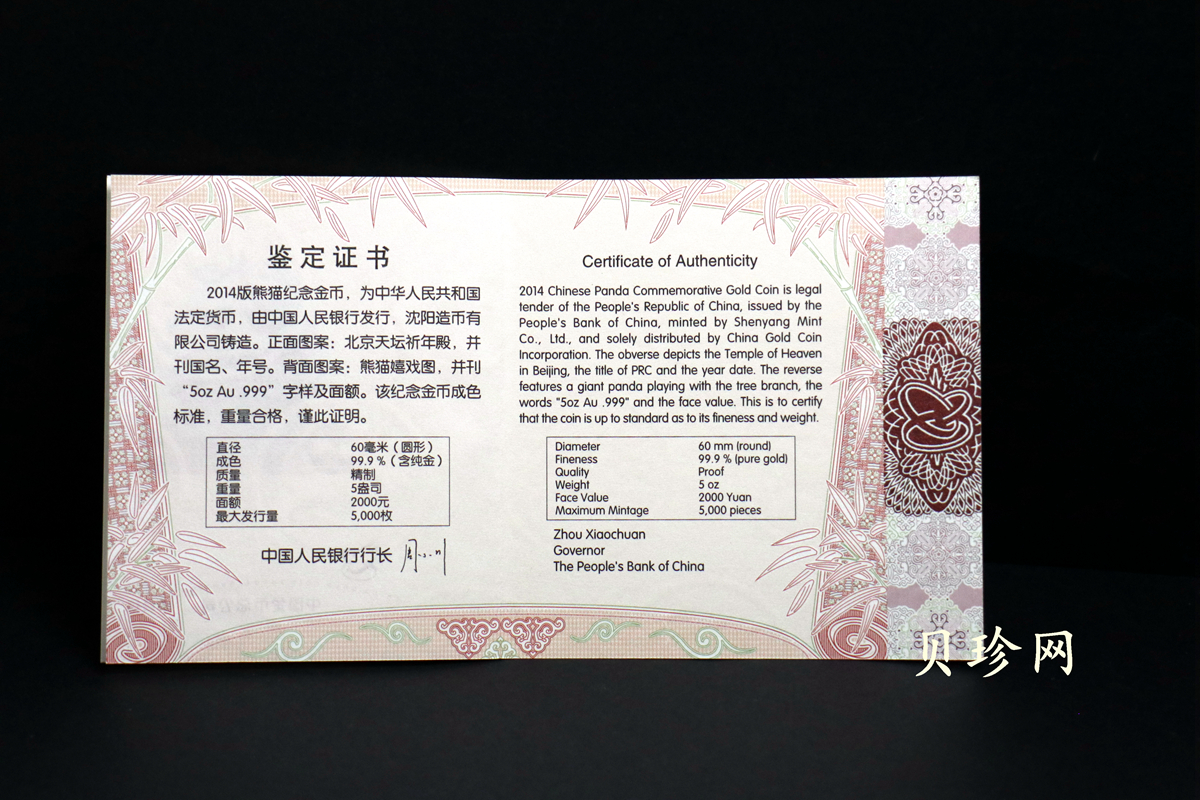 鉴定证书
2014版熊猫纪念金币，为中华人民共和国
法定货币，由中国人民银行发行，沈阳造币有
限公司铸造。正面图案：北京天坛祈年殿，并
刊国名、年号。背面图案：熊猫嬉戏图，并刊
“5oz Au .999”字样及面额。该纪念金币成色
标准，重量合格，谨此证明。
直径 60毫米（圆形）
成色 99.9％（含纯金）
质量 精制
重量 5盎司
面额 2000元
最大发行量 5,000枚
中国人民银行行长 周小川
Certificate of Authenticity
2014 Chinese Panda Commemorative Gold Coin is legal
tender of the People's Republic of China, issued by the
People's Bank of China, minted by Shenyang Mint
Co., Ltd., and solely distributed by China Gold Coin
Incorporation. The obverse depicts the Temple of Heaven
in Beijing, the title of PRC and the year date. The reverse
features a giant panda playing with the tree branch, the
words "5oz Au .999" and the face value. This is to certify
that the coin is up to standard as to its fineness and weight.
Diameter 60 mm (round)
Fineness 99.9 % (pure gold)
Quality Proof
Weight 5 oz
Face Value 2000 Yuan
Maximum Mintage 5,000 pieces
Zhou Xiaochuan
Governor
The People's Bank of China
贝珍网